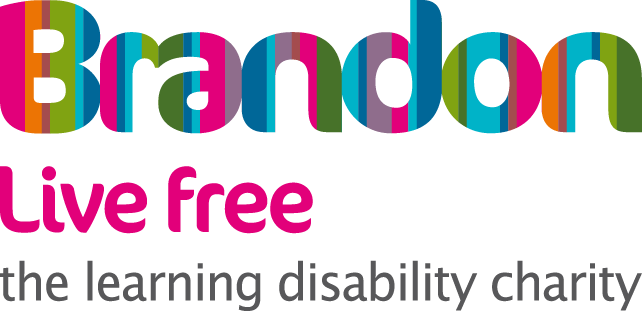 Brandon
Live free
the learning disability charity